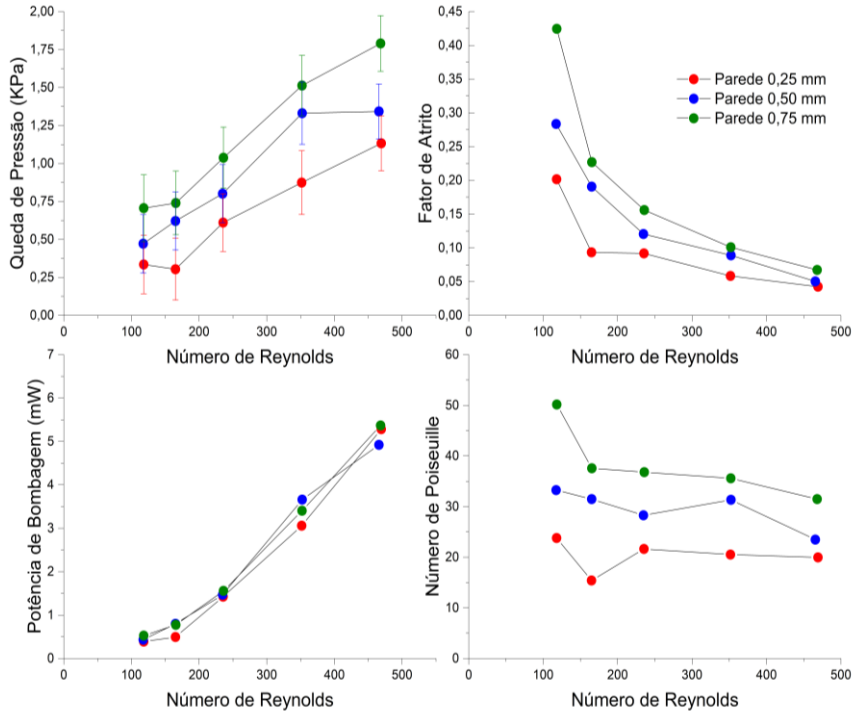 Queda de Pressão (KPa)
2,00
1,75
1,50
1,25
1,00
0,75
0,50
0,25
0,00
0 100 200 300 400 500
Número de Reynolds
Fator de Atrito
0,45
0,40
0,35
0,30
0,25
0,20
0,15
0,10
0,05
0,00
Parede 0,25 mm
Parede 0,50 mm
Parede 0,75 mm
0 100 200 300 400 500
Número de Reynolds
Potência de Bombagem (mW)
7
6
5
4
3
2
1
0
0 100 200 300 400 500
Número de Reynolds
Número de Poiseuille
60
50
40
30
20
10
0
0 100 200 300 400 500
Número de Reynolds